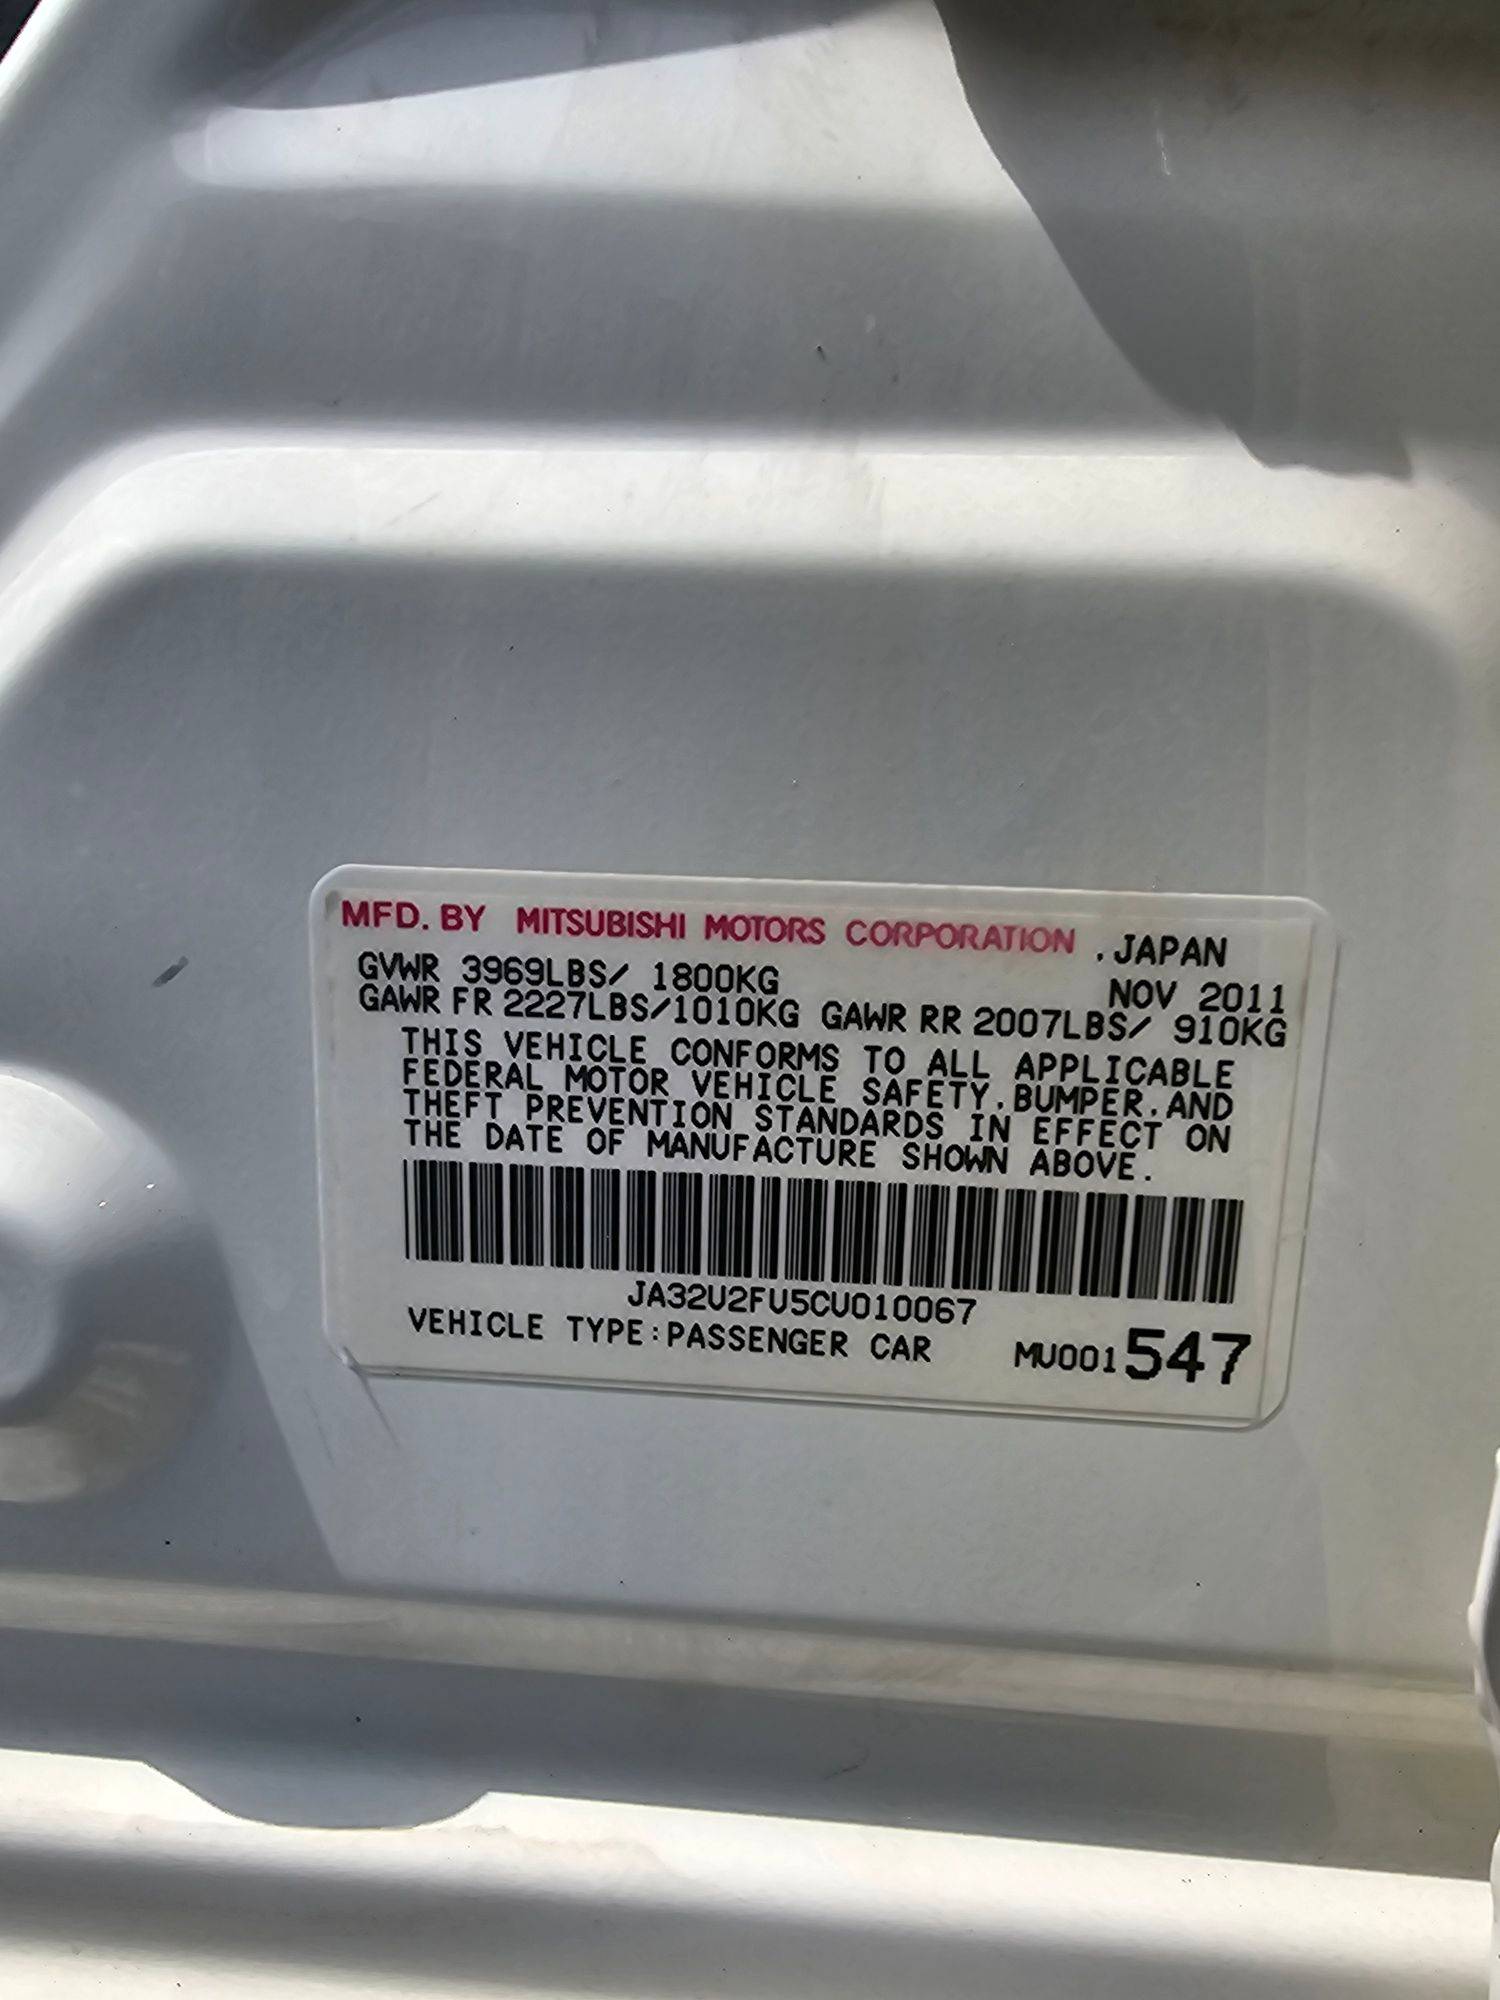 MFD. BY MITSUBISHI MOTORS CORPORATION , JAPAN
GVWR 3969LBS/ 1800KG NOV 2011
GAWR FR 2227LBS/1010KG GAWR RR 2007LBS/ 910KG
THIS VEHICLE CONFORMS TO ALL APPLICABLE
FEDERAL MOTOR VEHICLE SAFETY, BUMPER, AND
THEFT PREVENTION STANDARDS IN EFFECT ON
THE DATE OF MANUFACTURE SHOWN ABOVE.
JA32U2FU5CU010067
VEHICLE TYPE:PASSENGER CAR MU001547